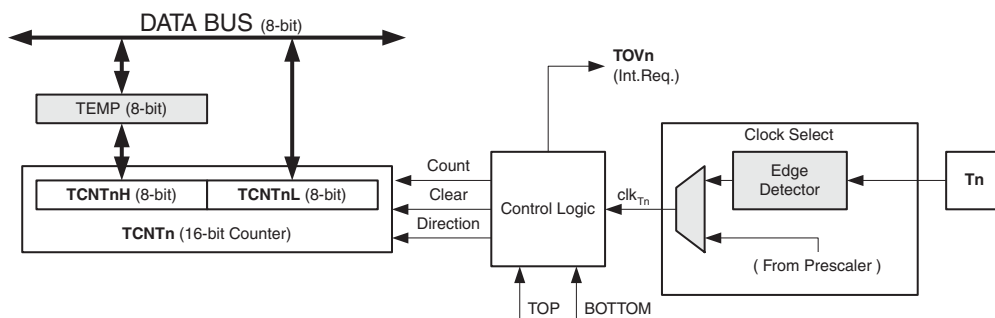 DATA BUS (8-bit)
TEMP (8-bit)
TCNTnH (8-bit)
TCNTnL (8-bit)
TCNTn (16-bit Counter)
Count
Clear
Direction
TOVn
(Int.Req.)
Control Logic
TOP
BOTTOM
clkTn
Clock Select
Edge
Detector
( From Prescaler )
Tn